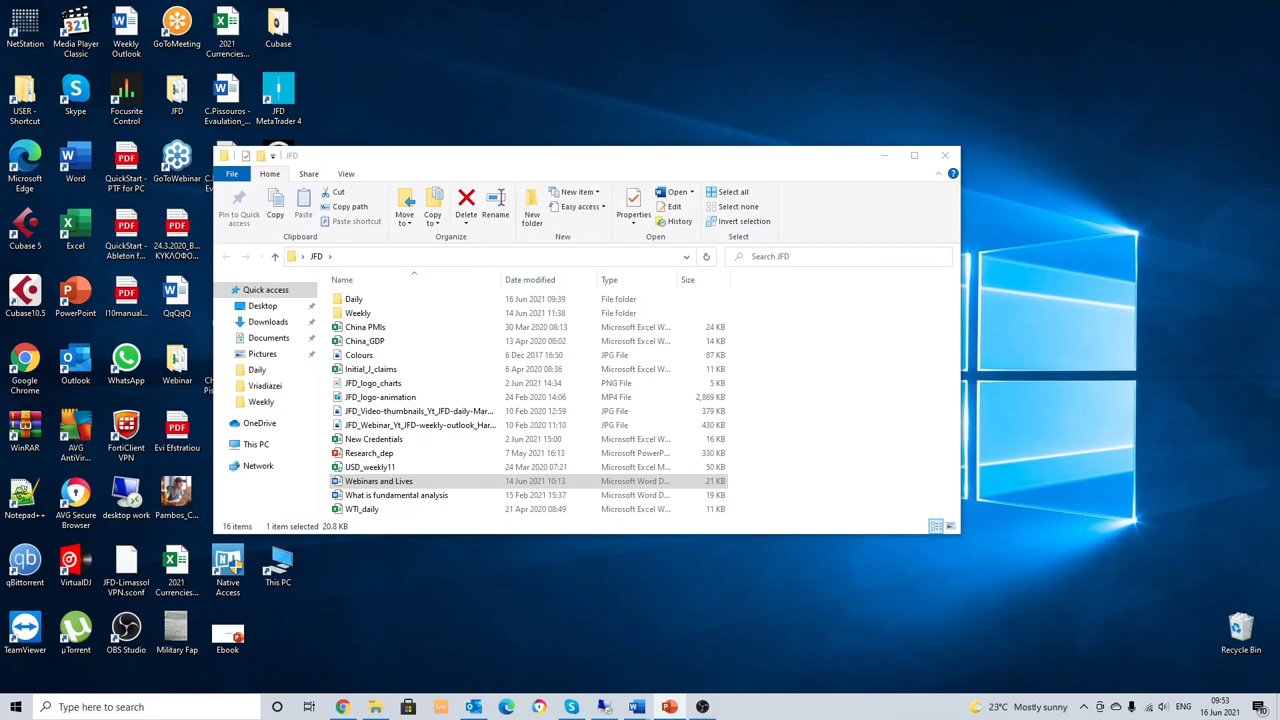 NetStation
Media Player
Classic
Weekly
Outlook
GoToMeeting
2021
Currencies...
Cubase
USER -
Shortcut
Skype
Focusrite
Control
JFD
C.Pissouros -
Evaulation_...
JFD
MetaTrader 4
Microsoft
Edge
Word
QuickStart -
PTF for PC
GoToWebinar
Cubase 5
Excel
QuickStart -
Ableton for
24.3.2020_B...
ΚΥΚΛΟΦΟ...
Cubase10.5
PowerPoint
I10manual...
QqQqQ
Google
Chrome
Outlook
WhatsApp
Webinar
WinRAR
AVG
AntiVir...
FortiClient
VPN
Evi Efstratiou
Notepad++
AVG Secure
Browser
desktop work
Pambos_C...
qBittorrent
VirtualDJ
JFD-Limassol
VPN.sconf
2021
Currencies...
Native
Access
This PC
TeamViewer
µTorrent
OBS Studio
Military Fap
Ebook
Recycle Bin
JFD
File
Home
Share
View
Pin to Quick
access
Copy
Paste
Cut
Copy path
Paste shortcut
Clipboard
Move
to
Copy
to
Delete
Rename
Organize
New
folder
New item
Easy access
New
Properties
Open
Edit
History
Open
Select all
Select none
Invert selection
Select
JFD
Search JFD
Quick access
Desktop
Downloads
Documents
Pictures
Daily
Vriadiazei
Weekly
OneDrive
This PC
Network
Name Date modified Type Size
Daily 16 Jun 2021 09:39 File folder
Weekly 14 Jun 2021 11:38 File folder
China PMIs 30 Mar 2020 08:13 Microsoft Excel W... 24 KB
China_GDP 13 Apr 2020 08:02 Microsoft Excel W... 14 KB
Colours 6 Dec 2017 16:50 JPG File 87 KB
Initial_J_claims 6 Apr 2020 08:36 Microsoft Excel W... 11 KB
JFD_logo_charts 2 Jun 2021 14:34 PNG File 5 KB
JFD_logo-animation 24 Feb 2020 14:06 MP4 File 2,869 KB
JFD_Video-thumbnails_Yt_JFD-daily-Mar... 10 Feb 2020 12:59 JPG File 379 KB
JFD_Webinar_Yt_JFD-weekly-outlook_Har... 10 Feb 2020 11:10 JPG File 430 KB
New Credentials 2 Jun 2021 15:00 Microsoft Excel W... 16 KB
Research_dep 7 May 2021 16:13 Microsoft PowerP... 330 KB
USD_weekly11 24 Mar 2020 07:21 Microsoft Excel M... 50 KB
Webinars and Lives 14 Jun 2021 10:13 Microsoft Word D... 21 KB
What is fundamental analysis 15 Feb 2021 15:37 Microsoft Word D... 19 KB
WTI_daily 21 Apr 2020 08:49 Microsoft Excel W... 11 KB
16 items 1 item selected 20.8 KB
Type here to search
23°C Mostly sunny
ENG
09:53
16 Jun 2021